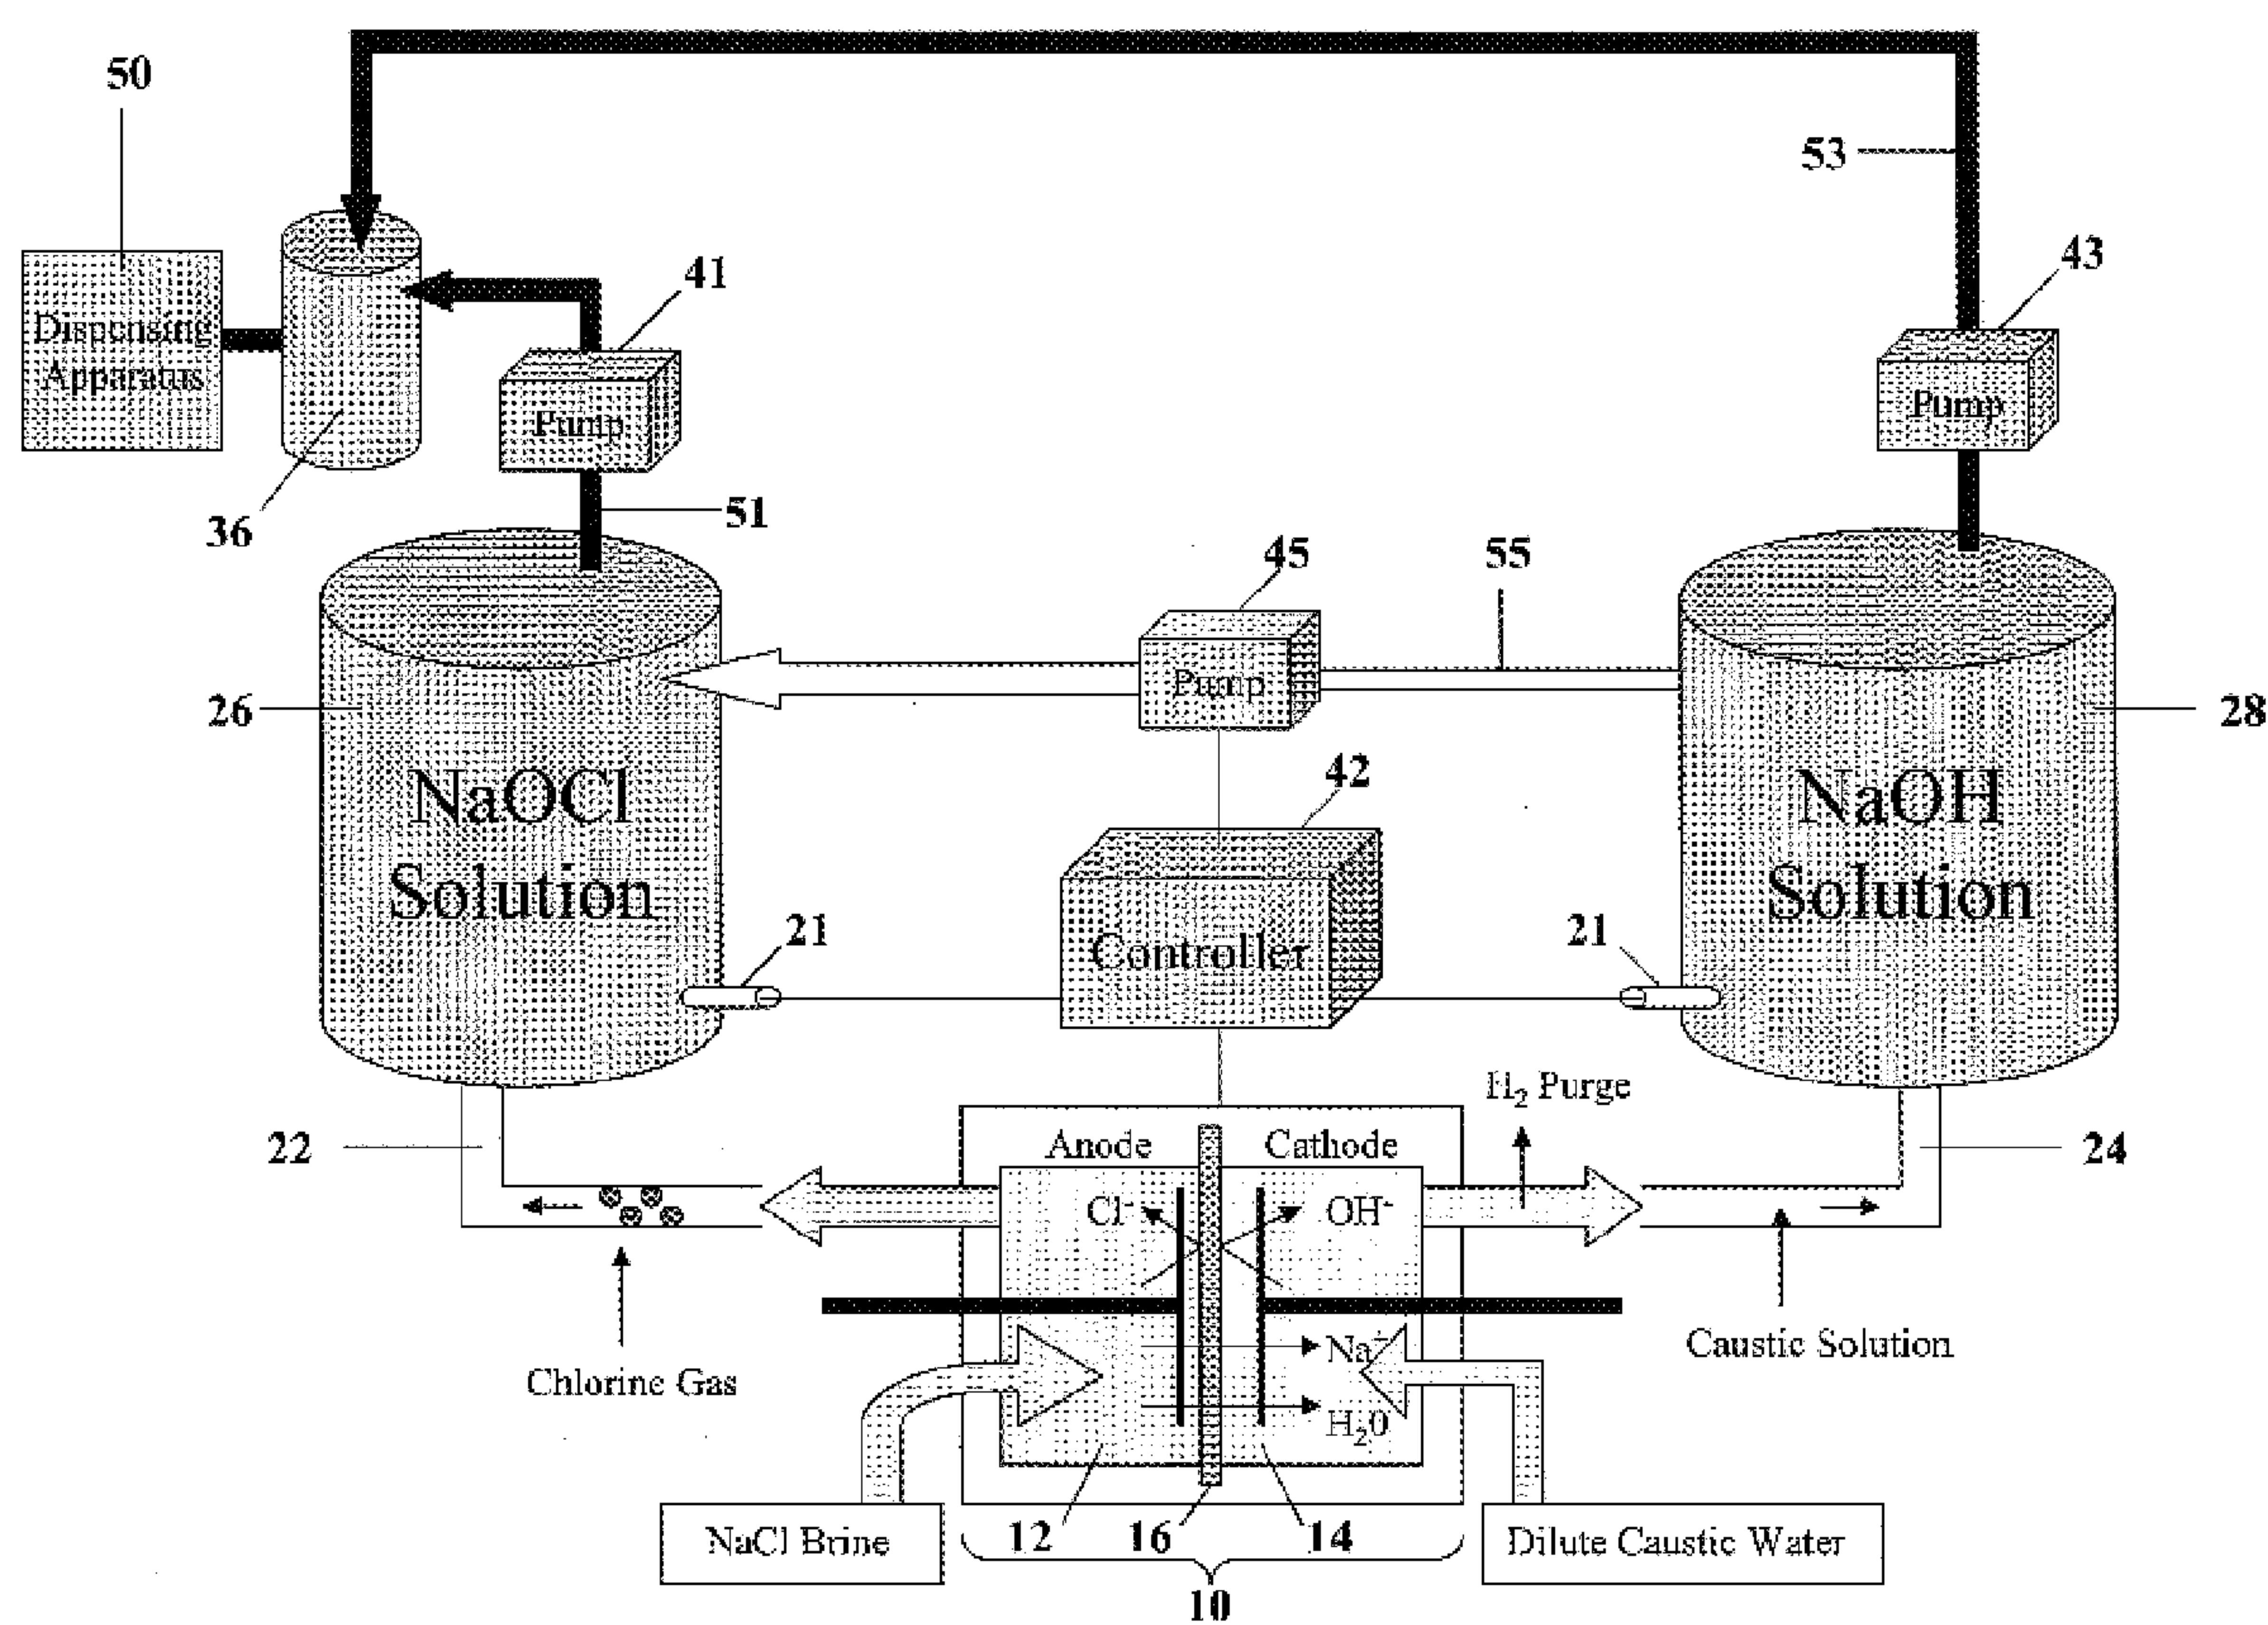 50
53
43
41
Dispensing
Apparatus
Pump
Pump
51
36
45
55
Pump
26
28
42
NaOCl
Solution
NaOH
Solution
21
Controller
21
H2 Purge
22
Anode
Cathode
24
Cl-
OH-
Na+
Caustic Solution
Chlorine Gas
H20
NaCl Brine
12
16
14
Dilute Caustic Water
10